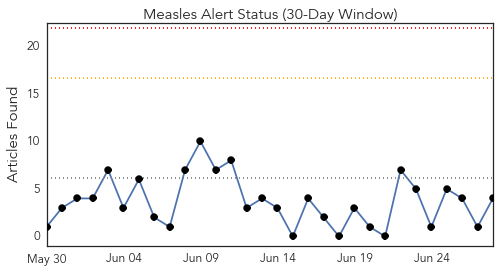 Measles Alert Status (30-Day Window)
Articles Found
20
15
10
5
0
May 30
Jun 04
Jun 09
Jun 14
Jun 19
Jun 24